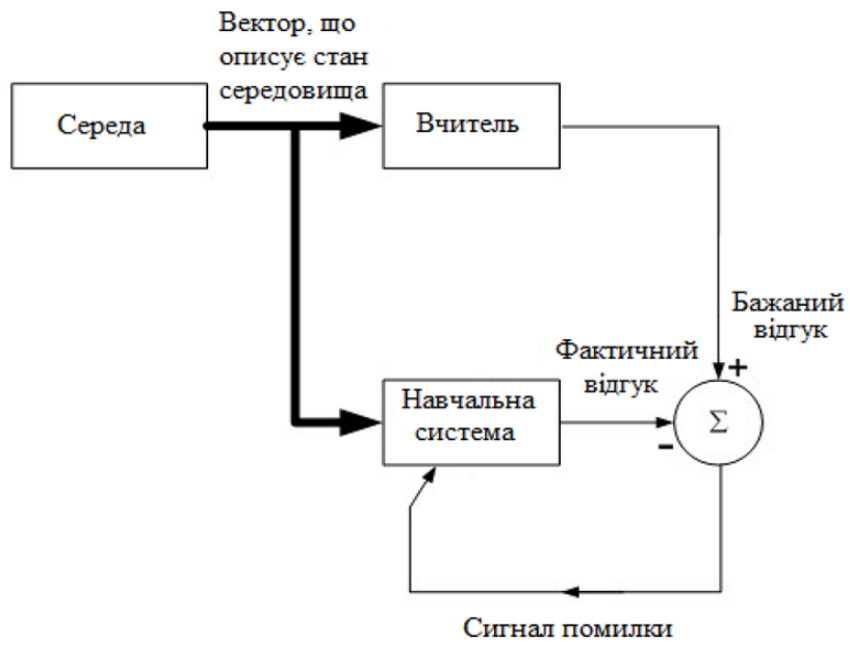 Вектор, що
описує стан
середовища
Середа
Вчитель
Бажаний
відгук
Фактичний
відгук
+
Навчальна
система
Σ
-
Сигнал помилки